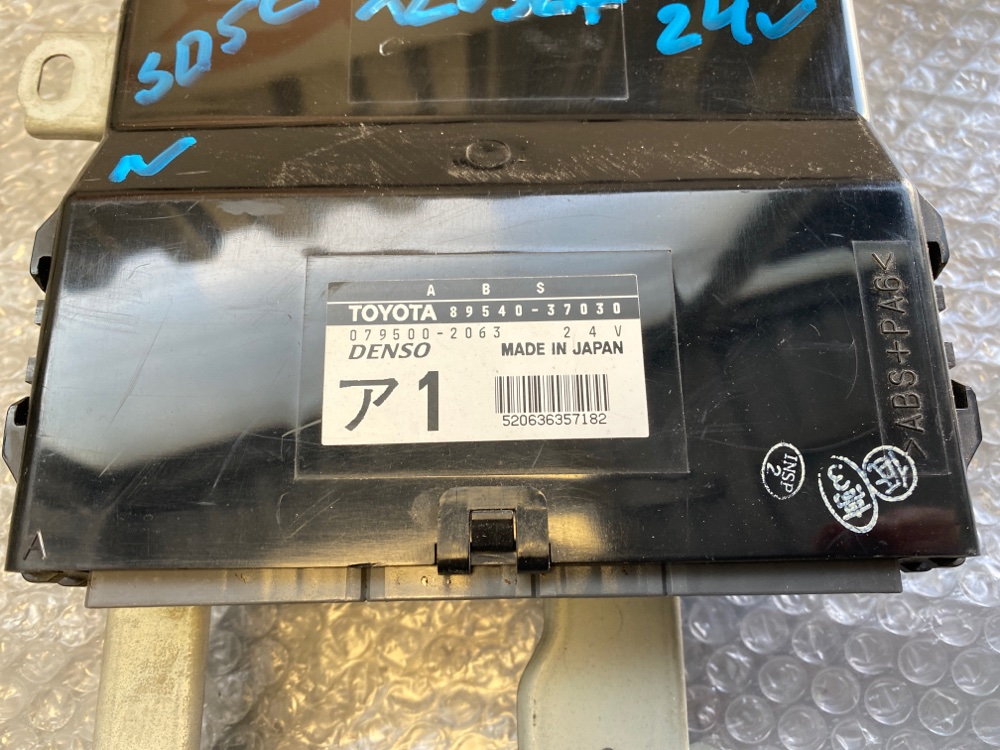 24V
N
A B S
TOYOTA 89540-37030
079500-2063 24V
DENSO MADE IN JAPAN
ア1
520636357182
>ABS+PA6<
INSP
2
A